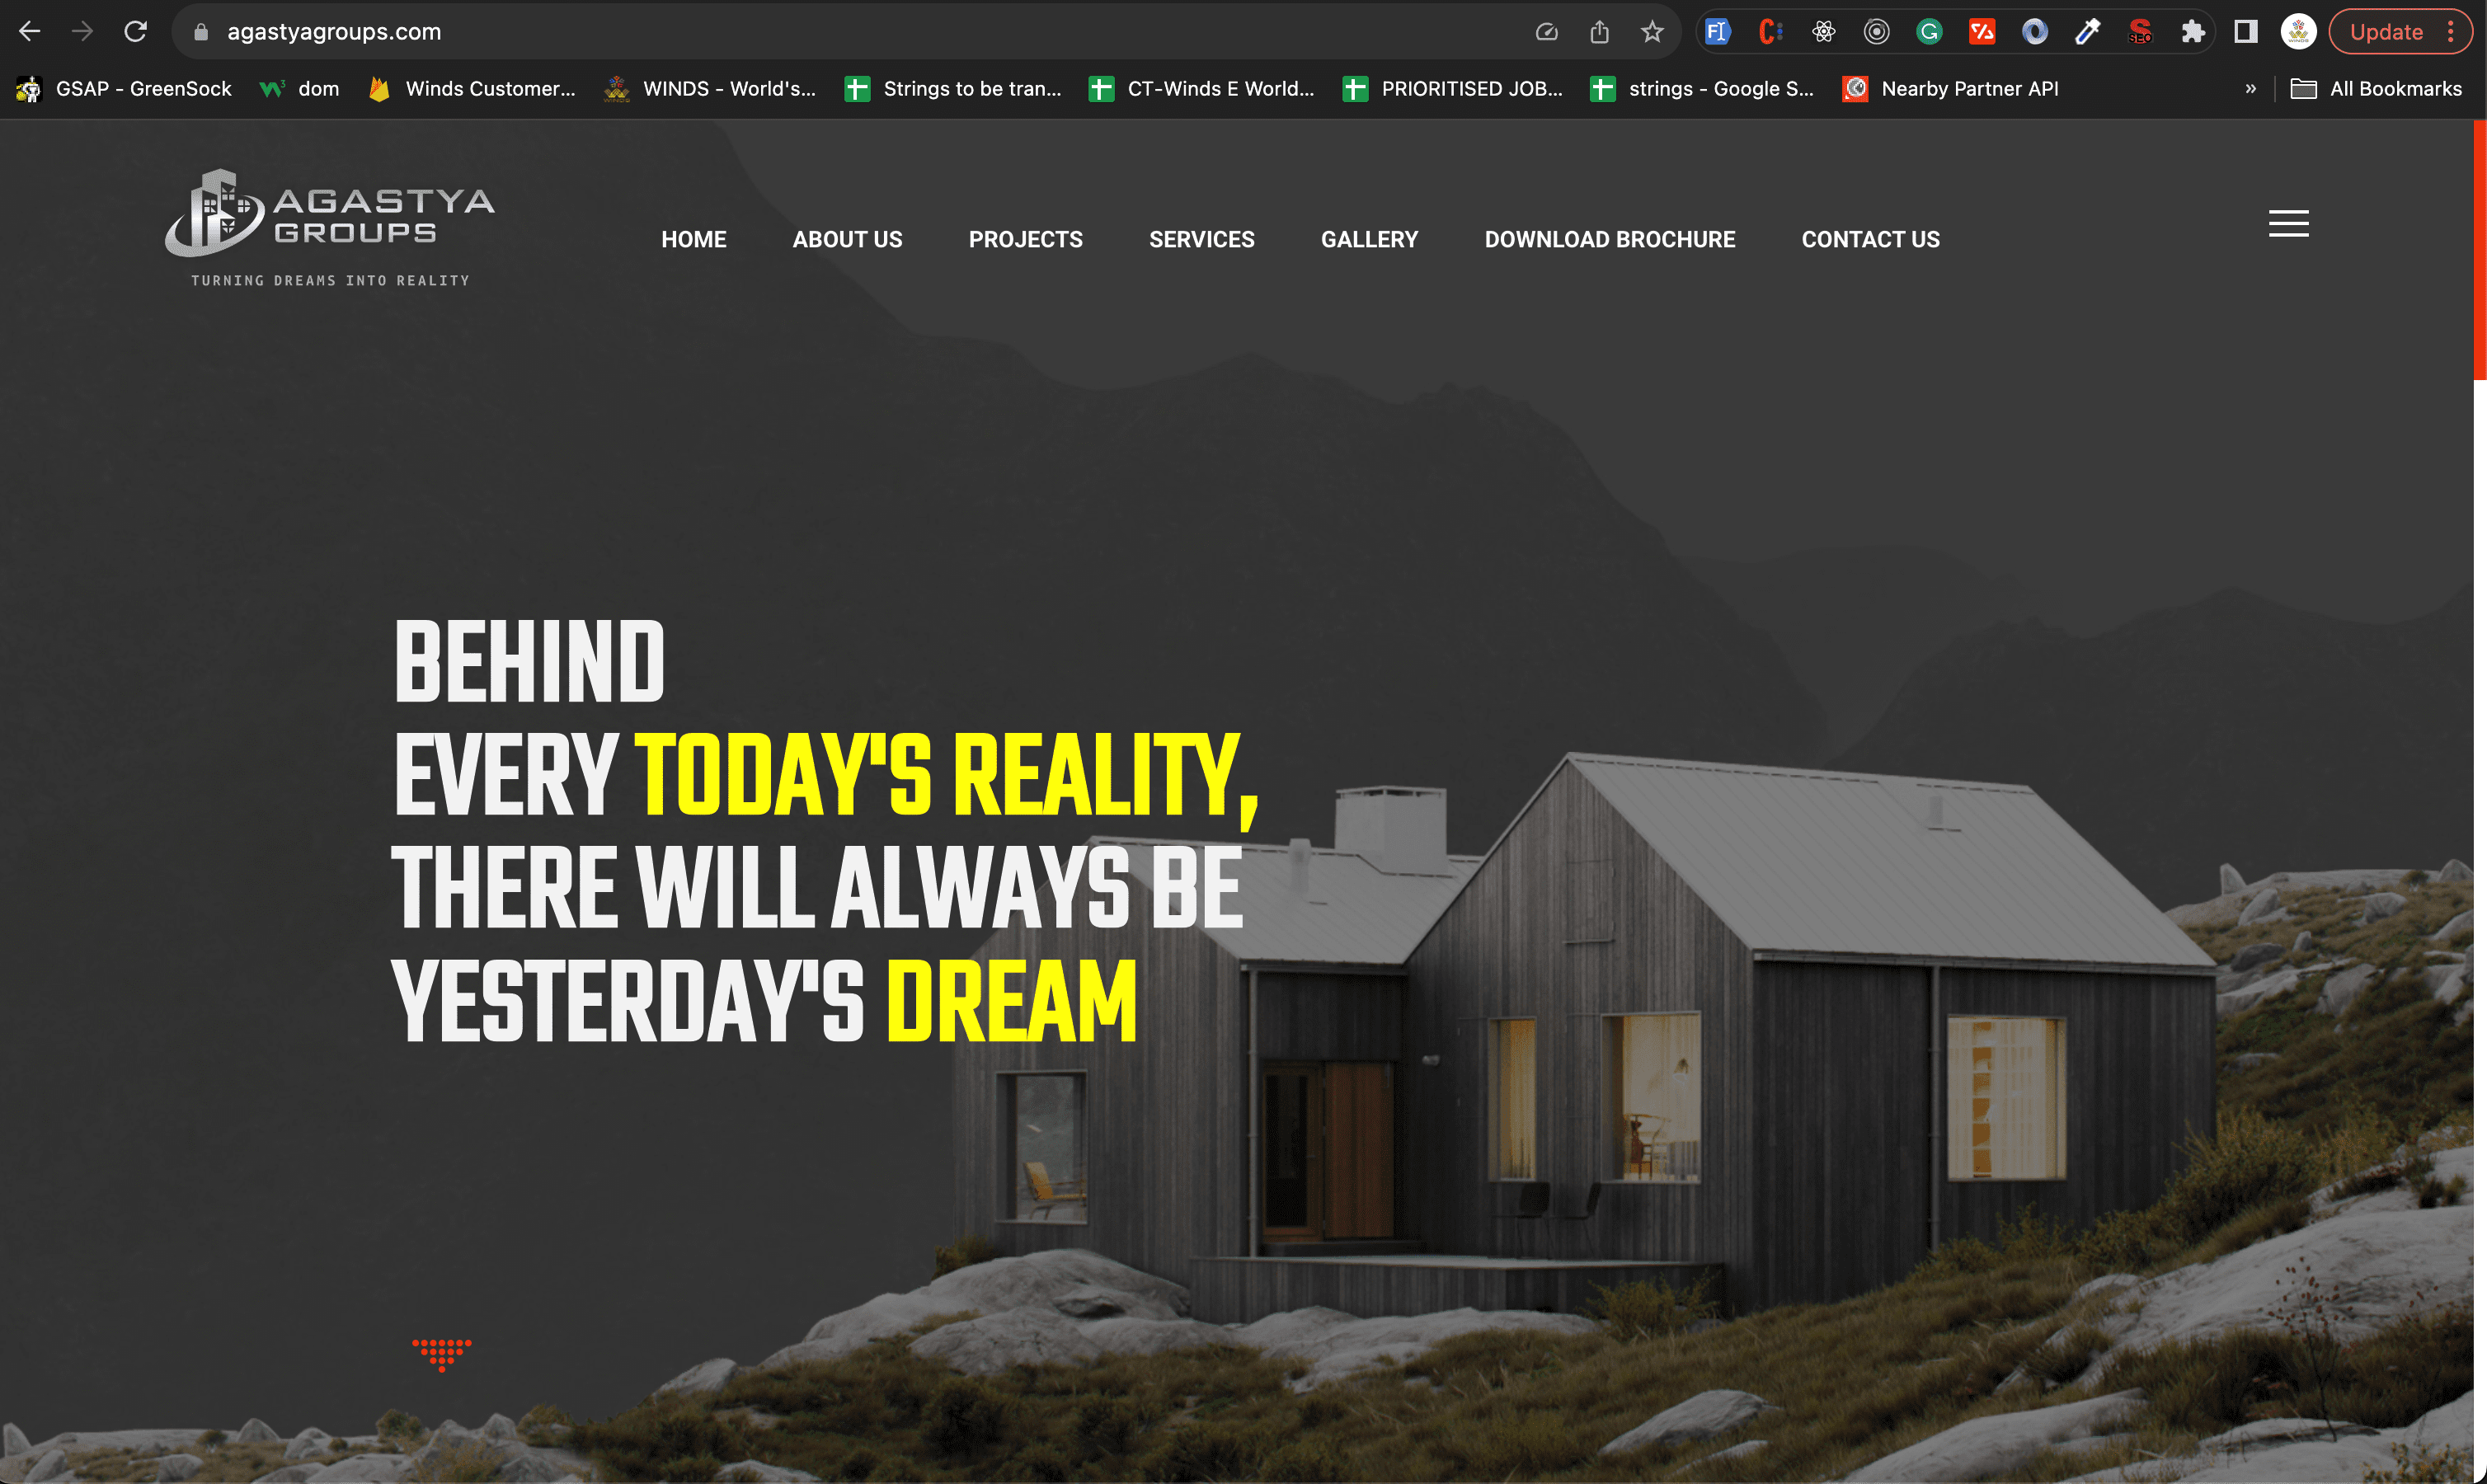 agastyagroups.com
Update
GSAP - GreenSock
dom
Winds Customer...
WINDS - World's...
Strings to be tran...
CT-Winds E World...
PRIORITISED JOB...
strings - Google S...
Nearby Partner API
»
All Bookmarks
AGASTYA
GROUPS
TURNING DREAMS INTO REALITY
HOME
ABOUT US
PROJECTS
SERVICES
GALLERY
DOWNLOAD BROCHURE
CONTACT US
BEHIND
EVERY TODAY'S REALITY,
THERE WILL ALWAYS BE
YESTERDAY'S DREAM